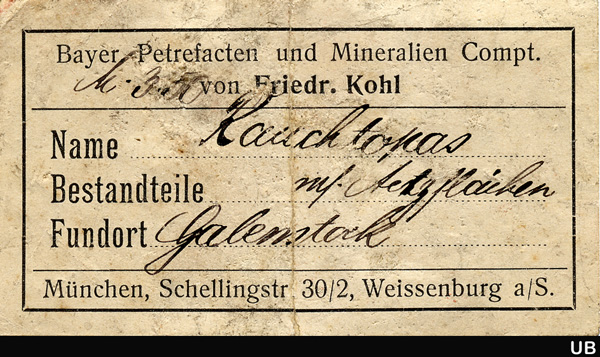 Bayer. Petrefacten und Mineralien Compt.
von Friedr. Kohl
Name Rauchtopas
Bestandteile mf. Aetzflächen
Fundort Galenstock
München, Schellingstr 30/2, Weissenburg a/S.
UB